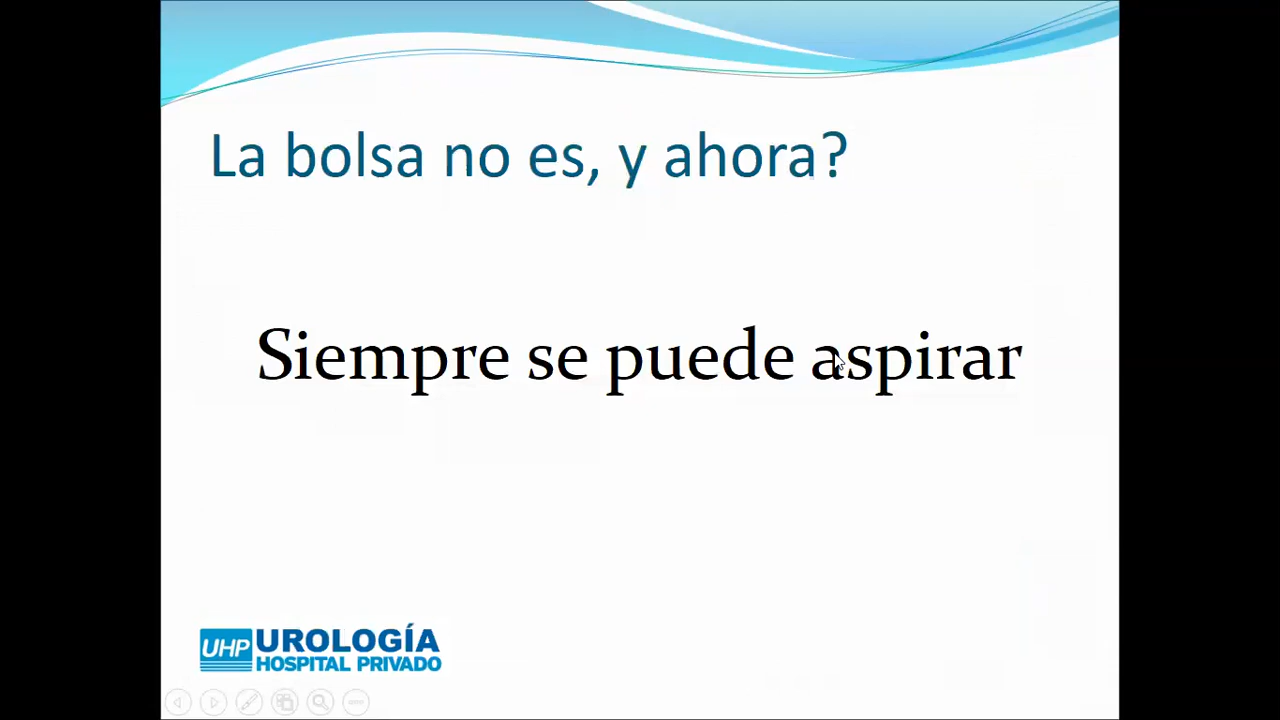 La bolsa no es, y ahora?
Siempre se puede aspirar
UHP UROLOGÍA
HOSPITAL PRIVADO